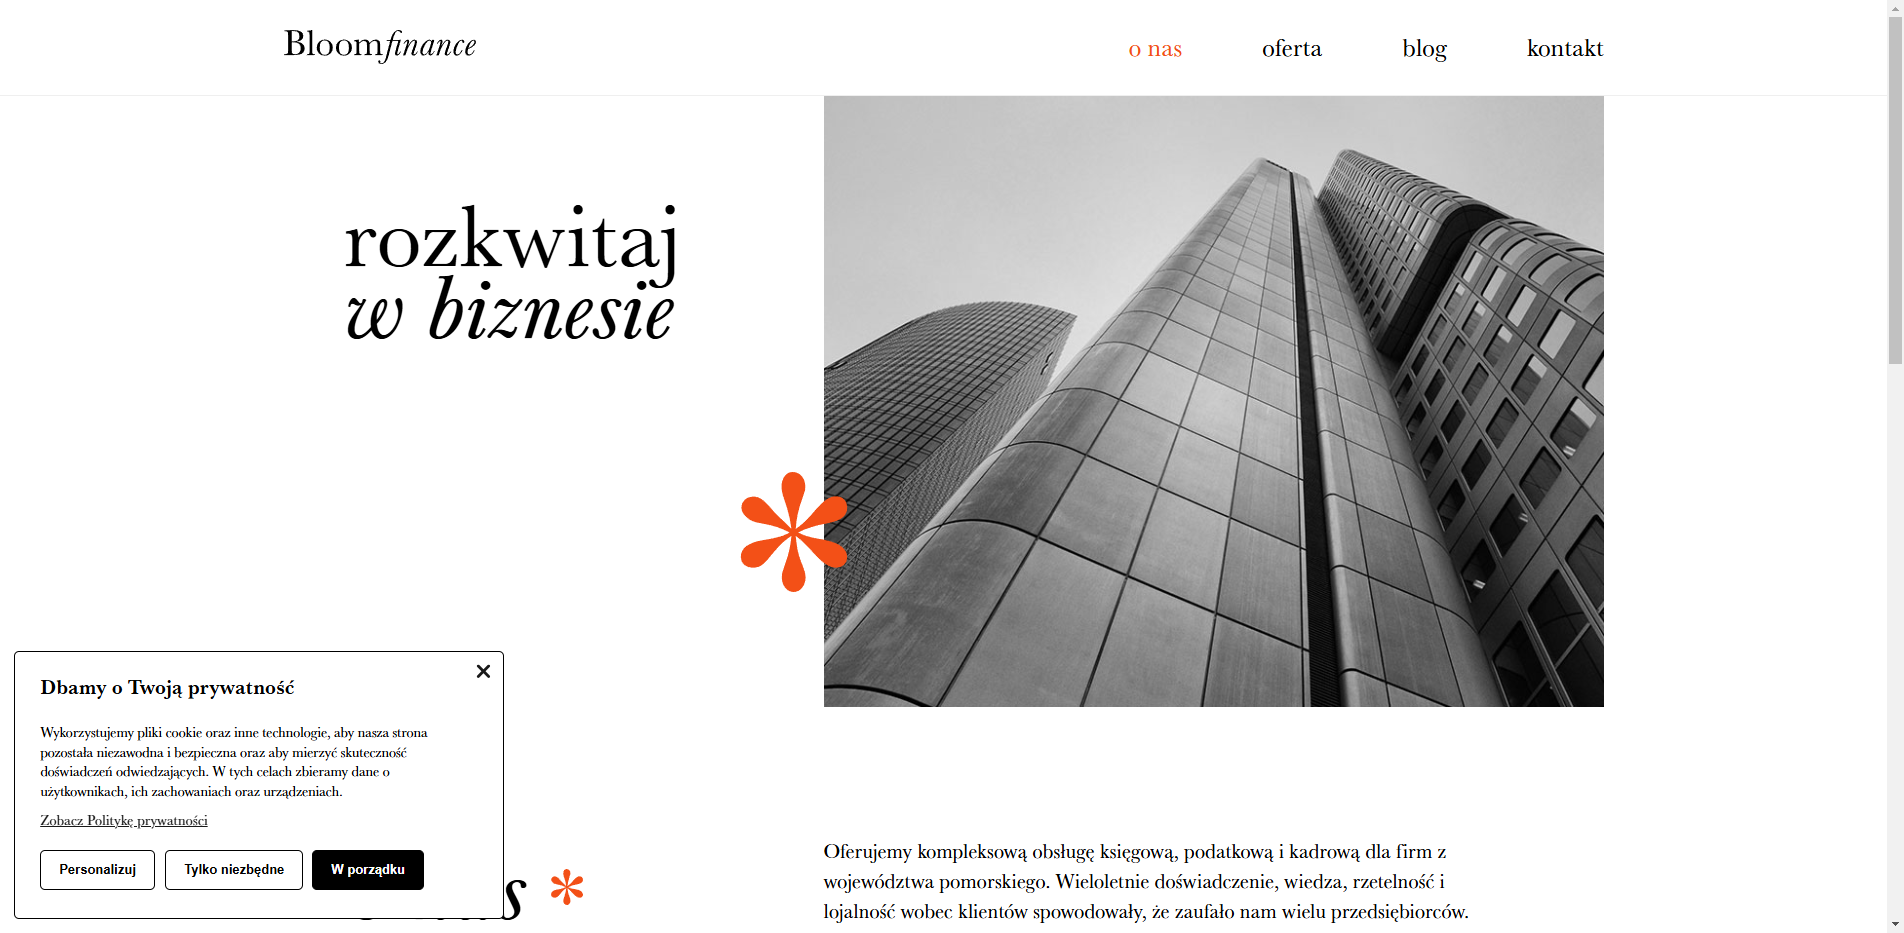 Bloomfinance
o nas
oferta
blog
kontakt
rozkwitaj
w biznesie
Dbamy o Twoją prywatność
Wykorzystujemy pliki cookie oraz inne technologie, aby nasza strona
pozostała niezawodna i bezpieczna oraz aby mierzyć skuteczność
doświadczeń odwiedzających. W tych celach zbieramy dane o
użytkownikach, ich zachowaniach oraz urządzeniach.
Zobacz Politykę prywatności
Personalizuj
Tylko niezbędne
W porządku
Oferujemy kompleksową obsługę księgową, podatkową i kadrową dla firm z
województwa pomorskiego. Wieloletnie doświadczenie, wiedza, rzetelność i
lojalność wobec klientów spowodowały, że zaufało nam wielu przedsiębiorców.